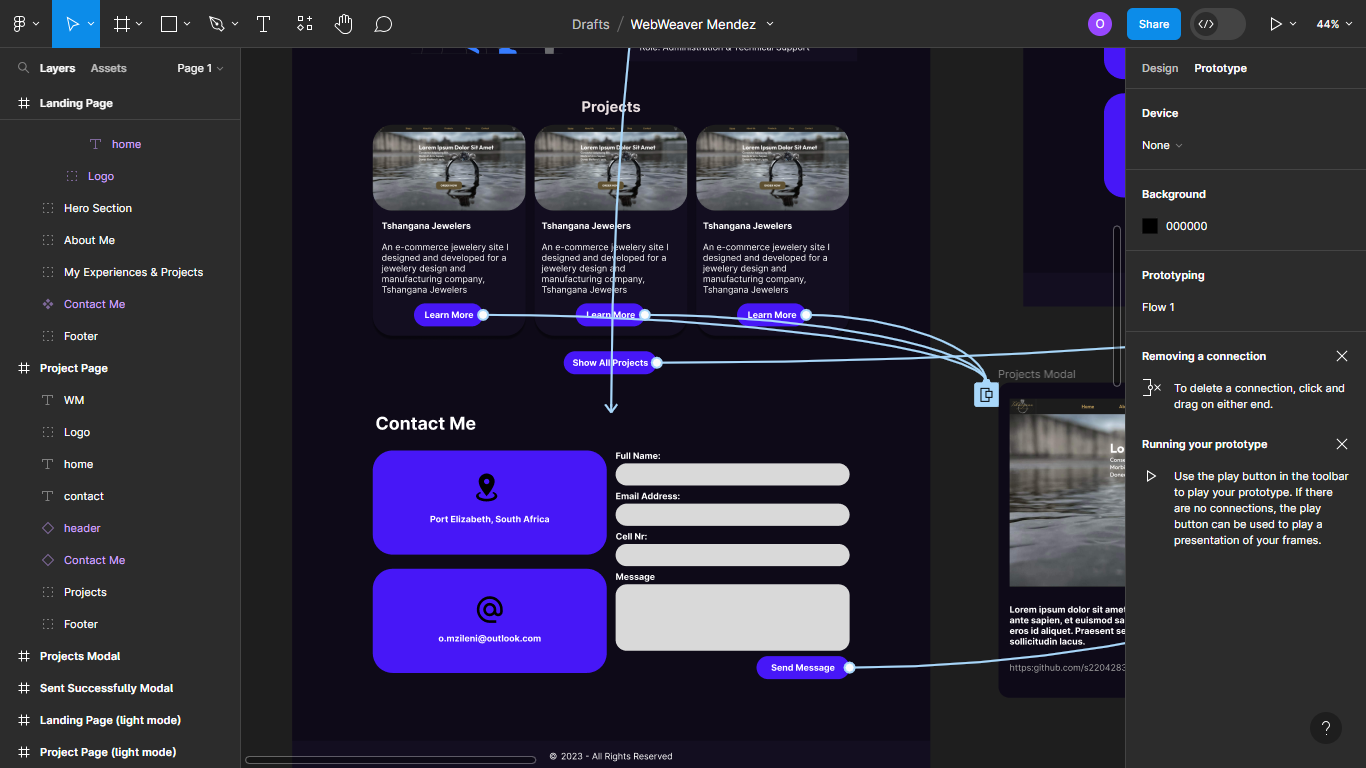 Drafts / WebWeaver Mendez
O
Share
44%
Layers
Assets
Page 1
Landing Page
home
Logo
Hero Section
About Me
My Experiences & Projects
Contact Me
Footer
Project Page
WM
Logo
home
contact
header
Contact Me
Projects
Footer
Projects Modal
Sent Successfully Modal
Landing Page (light mode)
Project Page (light mode)
Role: Administration & Technical Support
Projects
Lorem Ipsum Dolor Sit Amet
ORDER NOW
Tshangana Jewelers
An e-commerce jewelery site I
designed and developed for a
jewelery design and
manufacturing company,
Tshangana Jewelers
Learn More
Lorem Ipsum Dolor Sit Amet
ORDER NOW
Tshangana Jewelers
An e-commerce jewelery site I
designed and developed for a
jewelery design and
manufacturing company,
Tshangana Jewelers
Learn More
Lorem Ipsum Dolor Sit Amet
ORDER NOW
Tshangana Jewelers
An e-commerce jewelery site I
designed and developed for a
jewelery design and
manufacturing company,
Tshangana Jewelers
Learn More
Show All Projects
Contact Me
Port Elizabeth, South Africa
o.mzileni@outlook.com
Full Name:
Email Address:
Cell Nr:
Message
Send Message
© 2023 - All Rights Reserved
Projects Modal
Home
Lo
Lorem ipsum dolor sit amet
ante sapien, et euismod sa
eros id aliquet. Praesent se
sollicitudin lacus.
https:github.com/s220428
Design
Prototype
Device
None
Background
000000
Prototyping
Flow 1
Removing a connection
To delete a connection, click and
drag on either end.
Running your prototype
Use the play button in the toolbar
to play your prototype. If there
are no connections, the play
button can be used to play a
presentation of your frames.
?